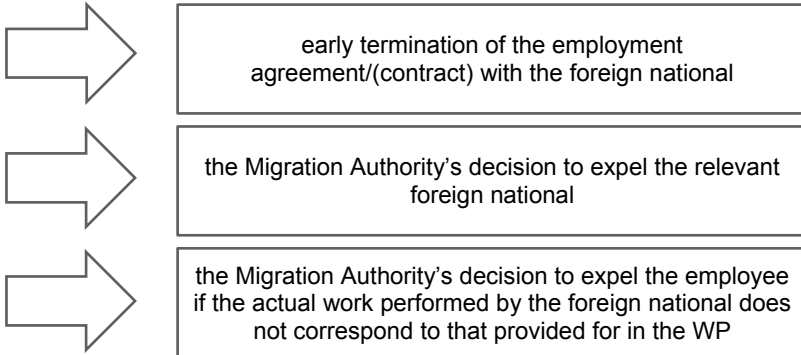 early termination of the employment
agreement/(contract) with the foreign national
the Migration Authority’s decision to expel the relevant
foreign national
the Migration Authority’s decision to expel the employee
if the actual work performed by the foreign national does
not correspond to that provided for in the WP